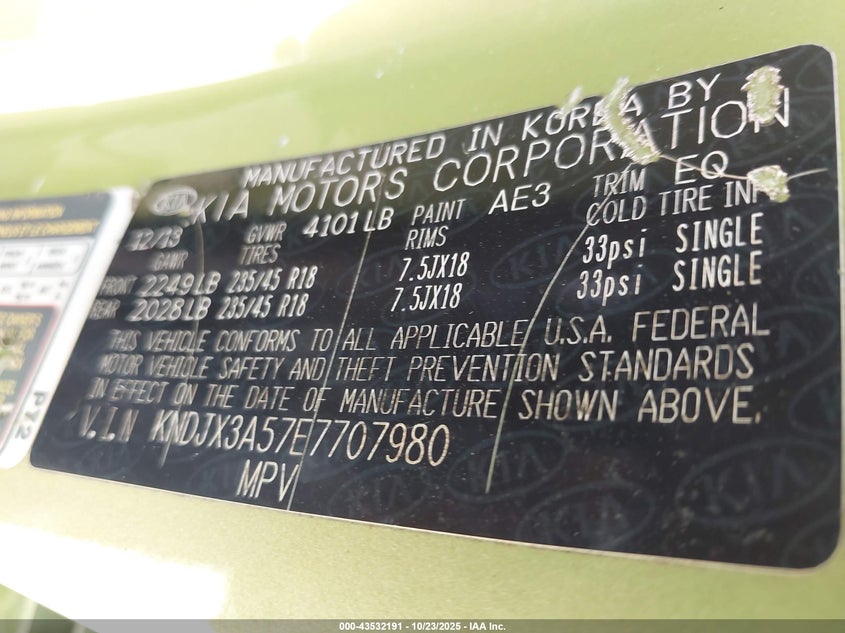 MANUFACTURED IN KOREA BY
KIA MOTORS CORPORATION
12/13 GVWR 4101LB PAINT AE3 TRIM EQ
GAWR TIRES RIMS COLD TIRE INF
FRONT 2249LB 235/45 R18 7.5JX18 33psi SINGLE
REAR 2028LB 235/45 R18 7.5JX18 33psi SINGLE
THIS VEHICLE CONFORMS TO ALL APPLICABLE U.S.A. FEDERAL
MOTOR VEHICLE SAFETY AND THEFT PREVENTION STANDARDS
IN EFFECT ON THE DATE OF MANUFACTURE SHOWN ABOVE.
V.I.N KNDJX3A57E7707980
MPV
PY2
000-43532191 - 10/23/2025 - IAA Inc.